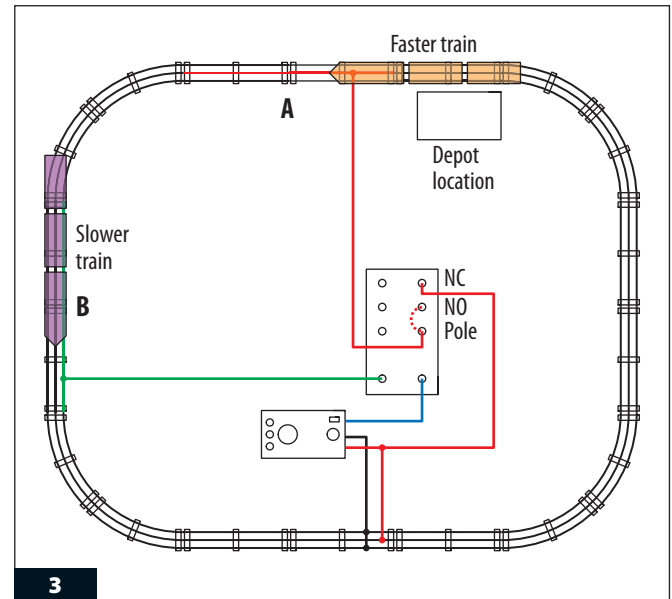 Faster train
A
Depot
location
Slower
train
B
NC
NO
Pole
3